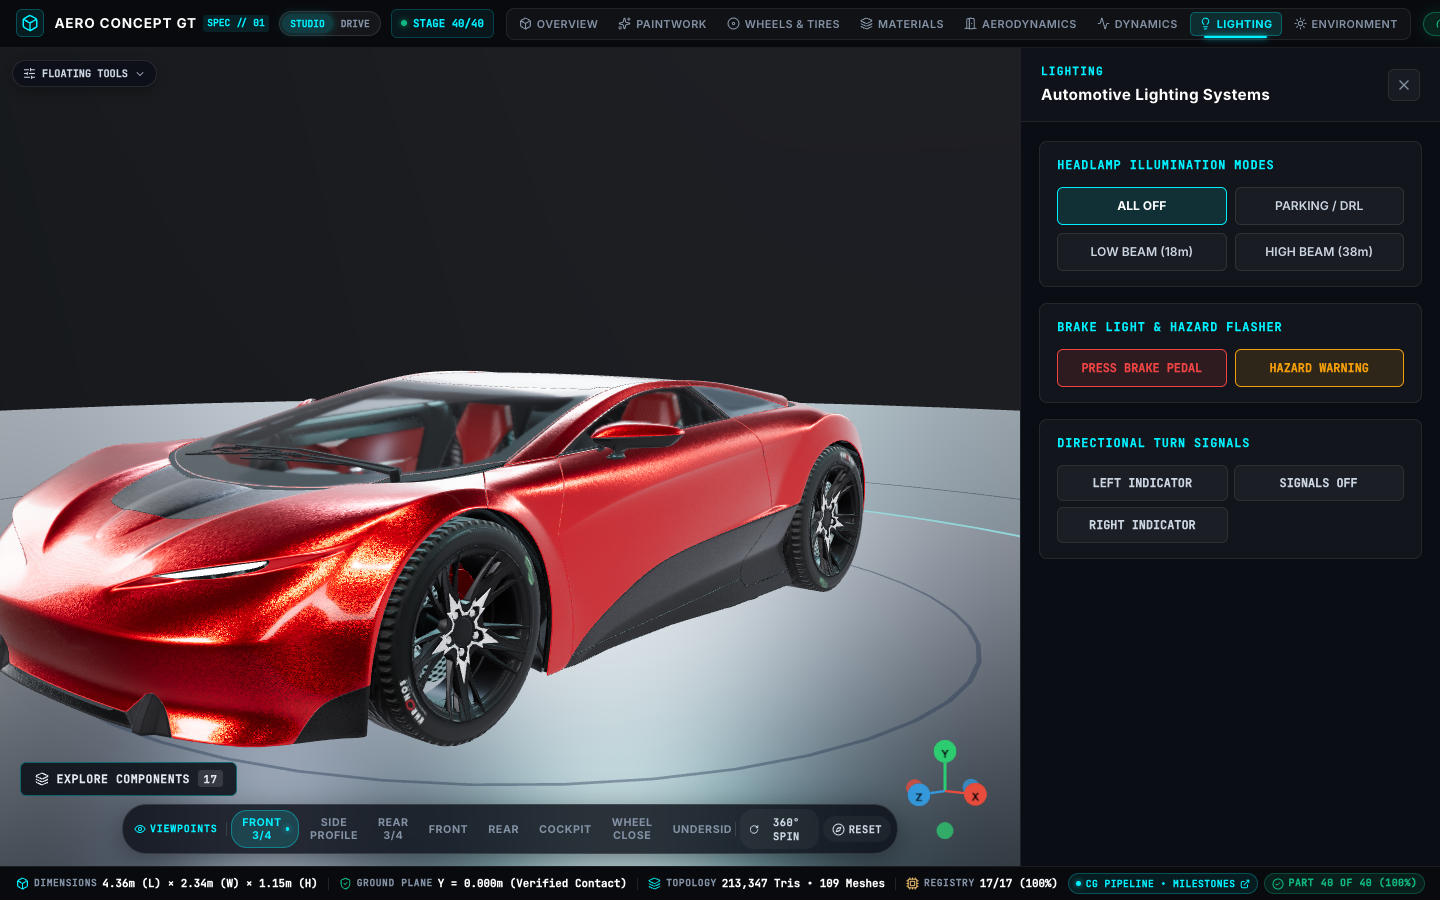 AERO CONCEPT GT
SPEC // 01
STUDIO
DRIVE
STAGE 40/40
OVERVIEW
PAINTWORK
WHEELS & TIRES
MATERIALS
AERODYNAMICS
DYNAMICS
LIGHTING
ENVIRONMENT
FLOATING TOOLS
LIGHTING
Automotive Lighting Systems
HEADLAMP ILLUMINATION MODES
ALL OFF
PARKING / DRL
LOW BEAM (18m)
HIGH BEAM (38m)
BRAKE LIGHT & HAZARD FLASHER
PRESS BRAKE PEDAL
HAZARD WARNING
DIRECTIONAL TURN SIGNALS
LEFT INDICATOR
SIGNALS OFF
RIGHT INDICATOR
Y
Z
X
EXPLORE COMPONENTS 17
VIEWPOINTS
FRONT
3/4
SIDE
PROFILE
REAR
3/4
FRONT
REAR
COCKPIT
WHEEL
CLOSE
UNDERSID
360°
SPIN
RESET
DIMENSIONS 4.36m (L) × 2.34m (W) × 1.15m (H)
GROUND PLANE Y = 0.000m (Verified Contact)
TOPOLOGY 213,347 Tris • 109 Meshes
REGISTRY 17/17 (100%)
CG PIPELINE • MILESTONES
PART 40 OF 40 (100%)